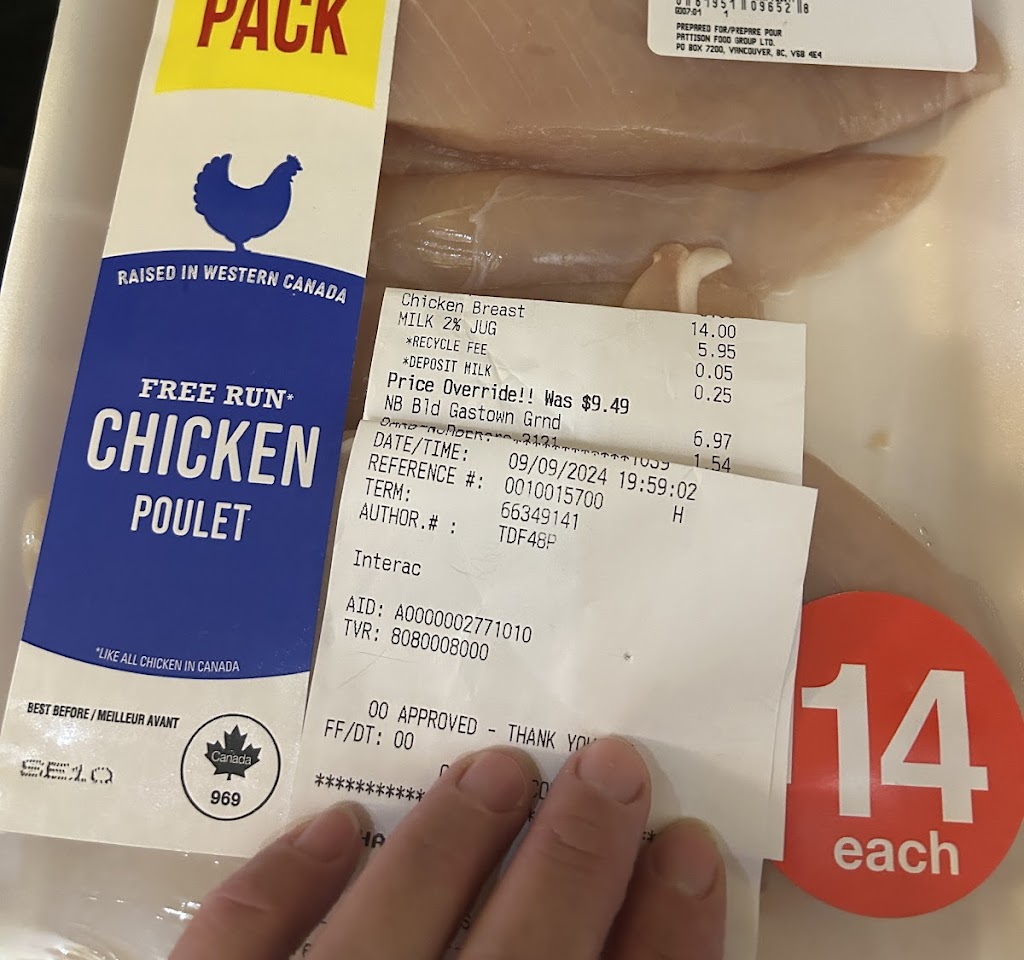 PACK
0007:01 1
PREPARED FOR/PREPARE POUR
PATTISON FOOD GROUP LTD.
PO BOX 7200, VANCOUVER, BC, V6B 4E4
RAISED IN WESTERN CANADA
FREE RUN*
CHICKEN
POULET
*LIKE ALL CHICKEN IN CANADA
BEST BEFORE / MEILLEUR AVANT
SE10
Canada
969
Chicken Breast 14.00
MILK 2% JUG 5.95
*RECYCLE FEE 0.05
*DEPOSIT MILK 0.25
Price Override!! Was $9.49
NB Bld Gastown Grnd 6.97
1.54
DATE/TIME: 09/09/2024 19:59:02
REFERENCE #: 0010015700 H
TERM: 66349141
AUTHOR.# : TDF48P
Interac
AID: A0000002771010
TVR: 8080008000
00 APPROVED - THANK YOU
FF/DT: 00
***********
14
each